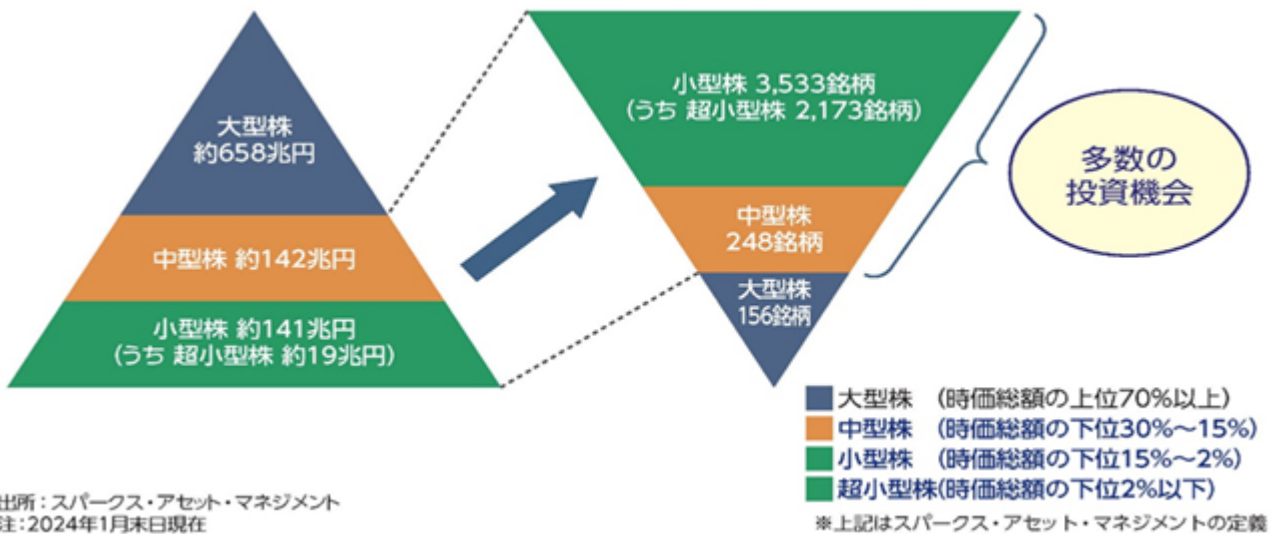 大型株
約658兆円
中型株 約142兆円
小型株 約141兆円
(うち 超小型株 約19兆円)
小型株 3,533銘柄
(うち 超小型株 2,173銘柄)
中型株
248銘柄
大型株
156銘柄
多数の
投資機会
大型株 (時価総額の上位70%以上)
中型株 (時価総額の下位30%~15%)
小型株 (時価総額の下位15%~2%)
超小型株(時価総額の下位2%以下)
※上記はスパークス・アセット・マネジメントの定義
出所:スパークス・アセット・マネジメント
注:2024年1月末日現在